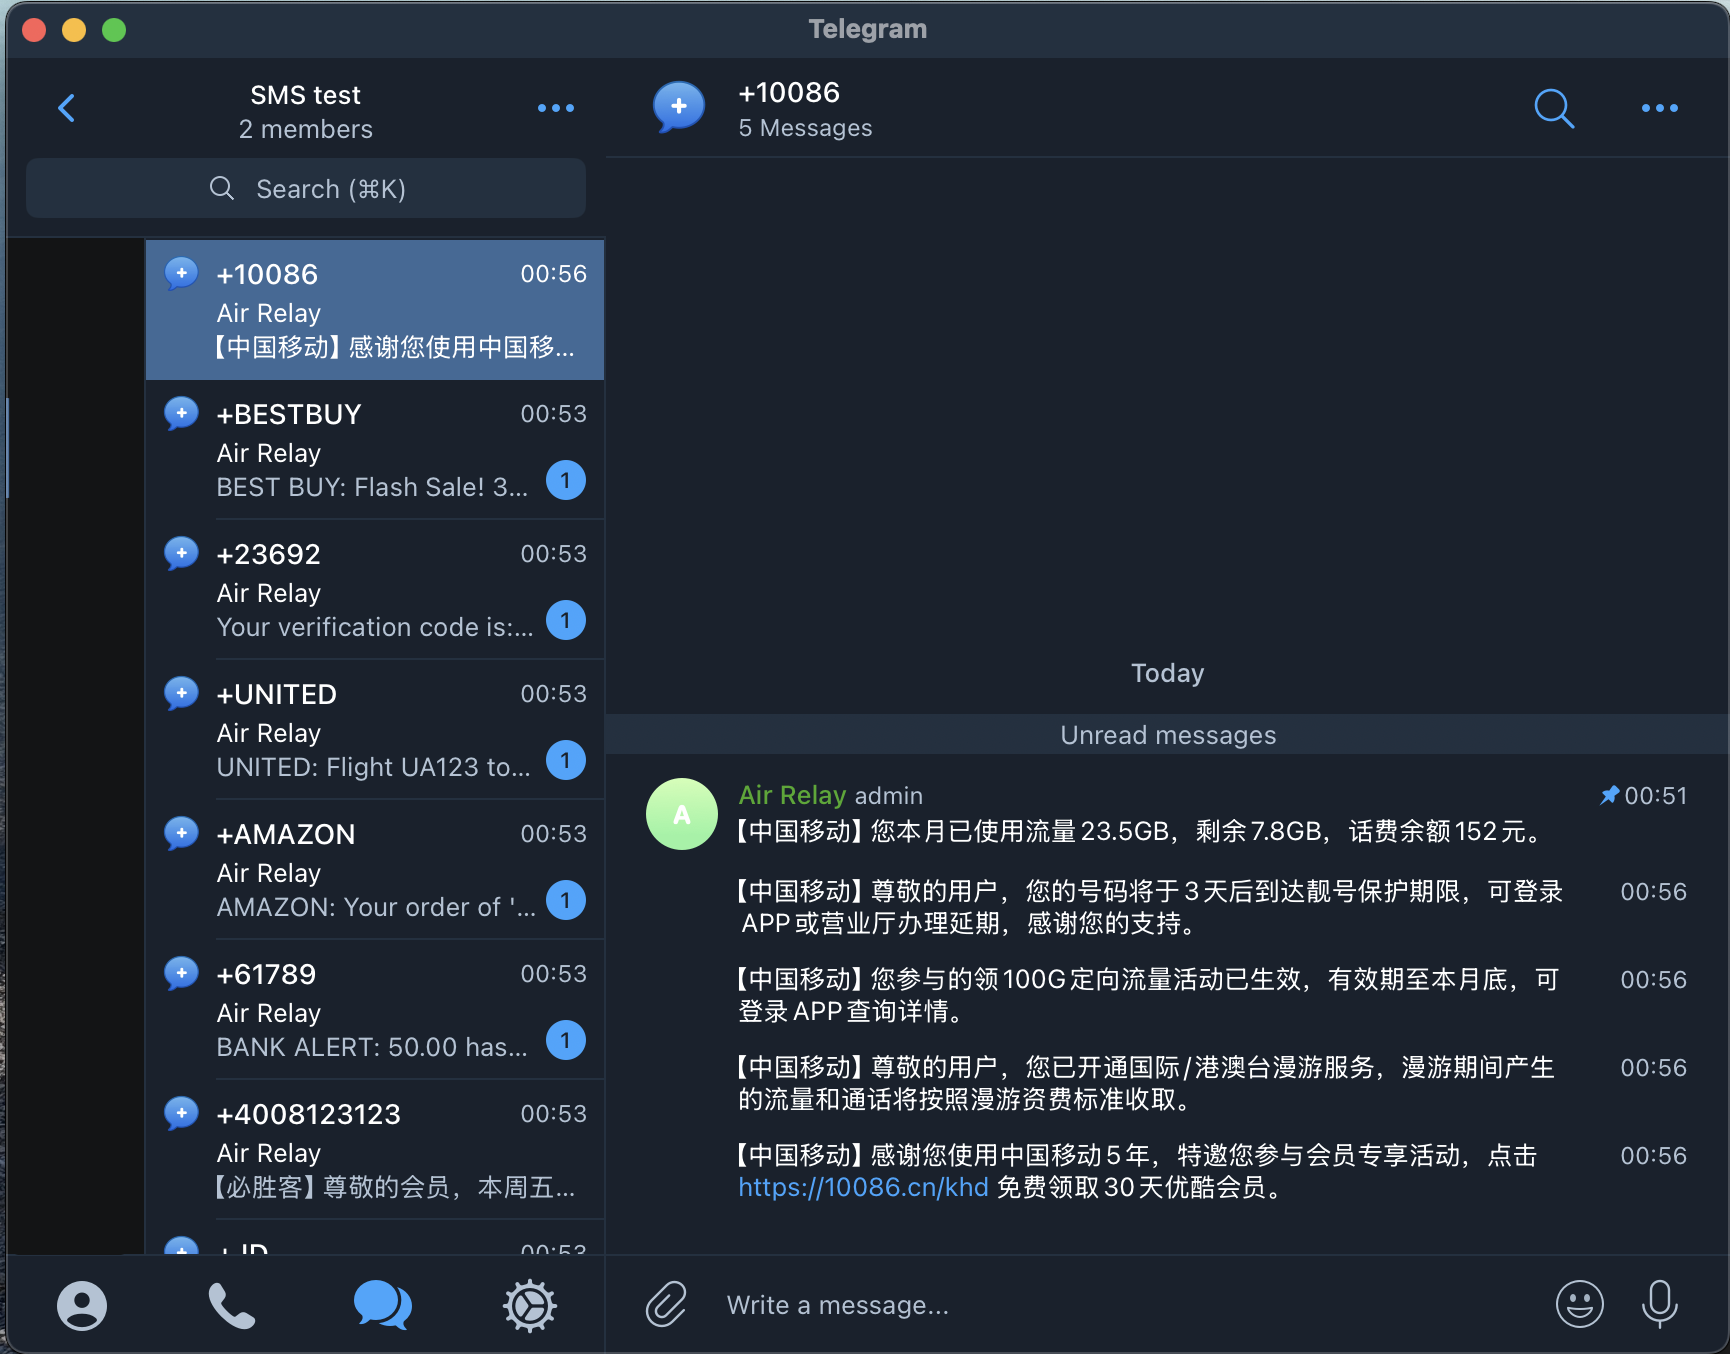 Telegram
SMS test
2 members
Search (⌘K)
+10086
00:56
Air Relay
【中国移动】感谢您使用中国移...
+BESTBUY
00:53
Air Relay
BEST BUY: Flash Sale! 3...
1
+23692
00:53
Air Relay
Your verification code is:...
1
+UNITED
00:53
Air Relay
UNITED: Flight UA123 to...
1
+AMAZON
00:53
Air Relay
AMAZON: Your order of '...
1
+61789
00:53
Air Relay
BANK ALERT: 50.00 has...
1
+4008123123
00:53
Air Relay
【必胜客】尊敬的会员，本周五...
+JD
00:53
+10086
5 Messages
Today
Unread messages
A
Air Relay admin
00:51
【中国移动】您本月已使用流量23.5GB，剩余7.8GB，话费余额152元。
【中国移动】尊敬的用户，您的号码将于3天后到达靓号保护期限，可登录
00:56
APP或营业厅办理延期，感谢您的支持。
【中国移动】您参与的领100G定向流量活动已生效，有效期至本月底，可
00:56
登录APP查询详情。
【中国移动】尊敬的用户，您已开通国际/港澳台漫游服务，漫游期间产生
00:56
的流量和通话将按照漫游资费标准收取。
【中国移动】感谢您使用中国移动5年，特邀您参与会员专享活动，点击
00:56
https://10086.cn/khd 免费领取30天优酷会员。
Write a message...